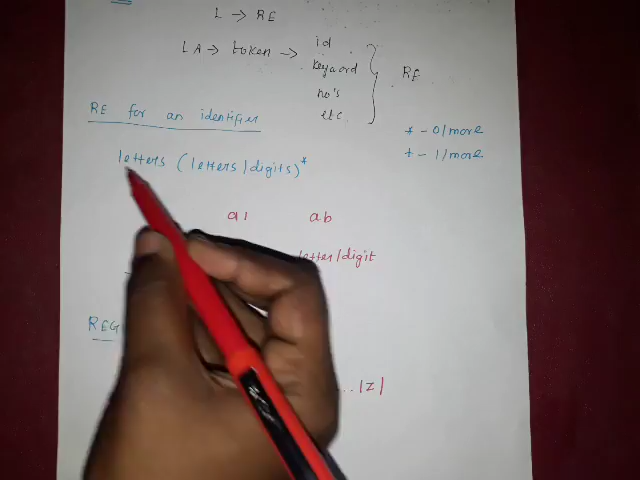 L → RE
LA → token → id
keyword
no's
etc
RE
RE for an identifier
* - 0/more
+ - 1/more
letters (letters/digits)*
a1 ab
letter/digit
REG
...|z|